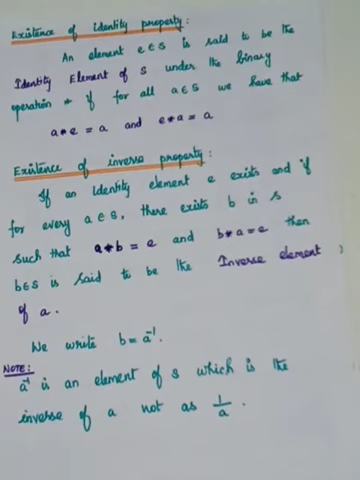 Existence of identity property:
An element e ∈ S is said to be the
Identity Element of S under the binary
operation * if for all a ∈ S we have that
a * e = a and e * a = a
Existence of inverse property:
If an identity element e exists and if
for every a ∈ S, there exists b in S
such that a * b = e and b * a = e then
b ∈ S is said to be the Inverse element
of a.
We write b = a⁻¹.
NOTE:
a⁻¹ is an element of S which is the
inverse of a not as 1/a.